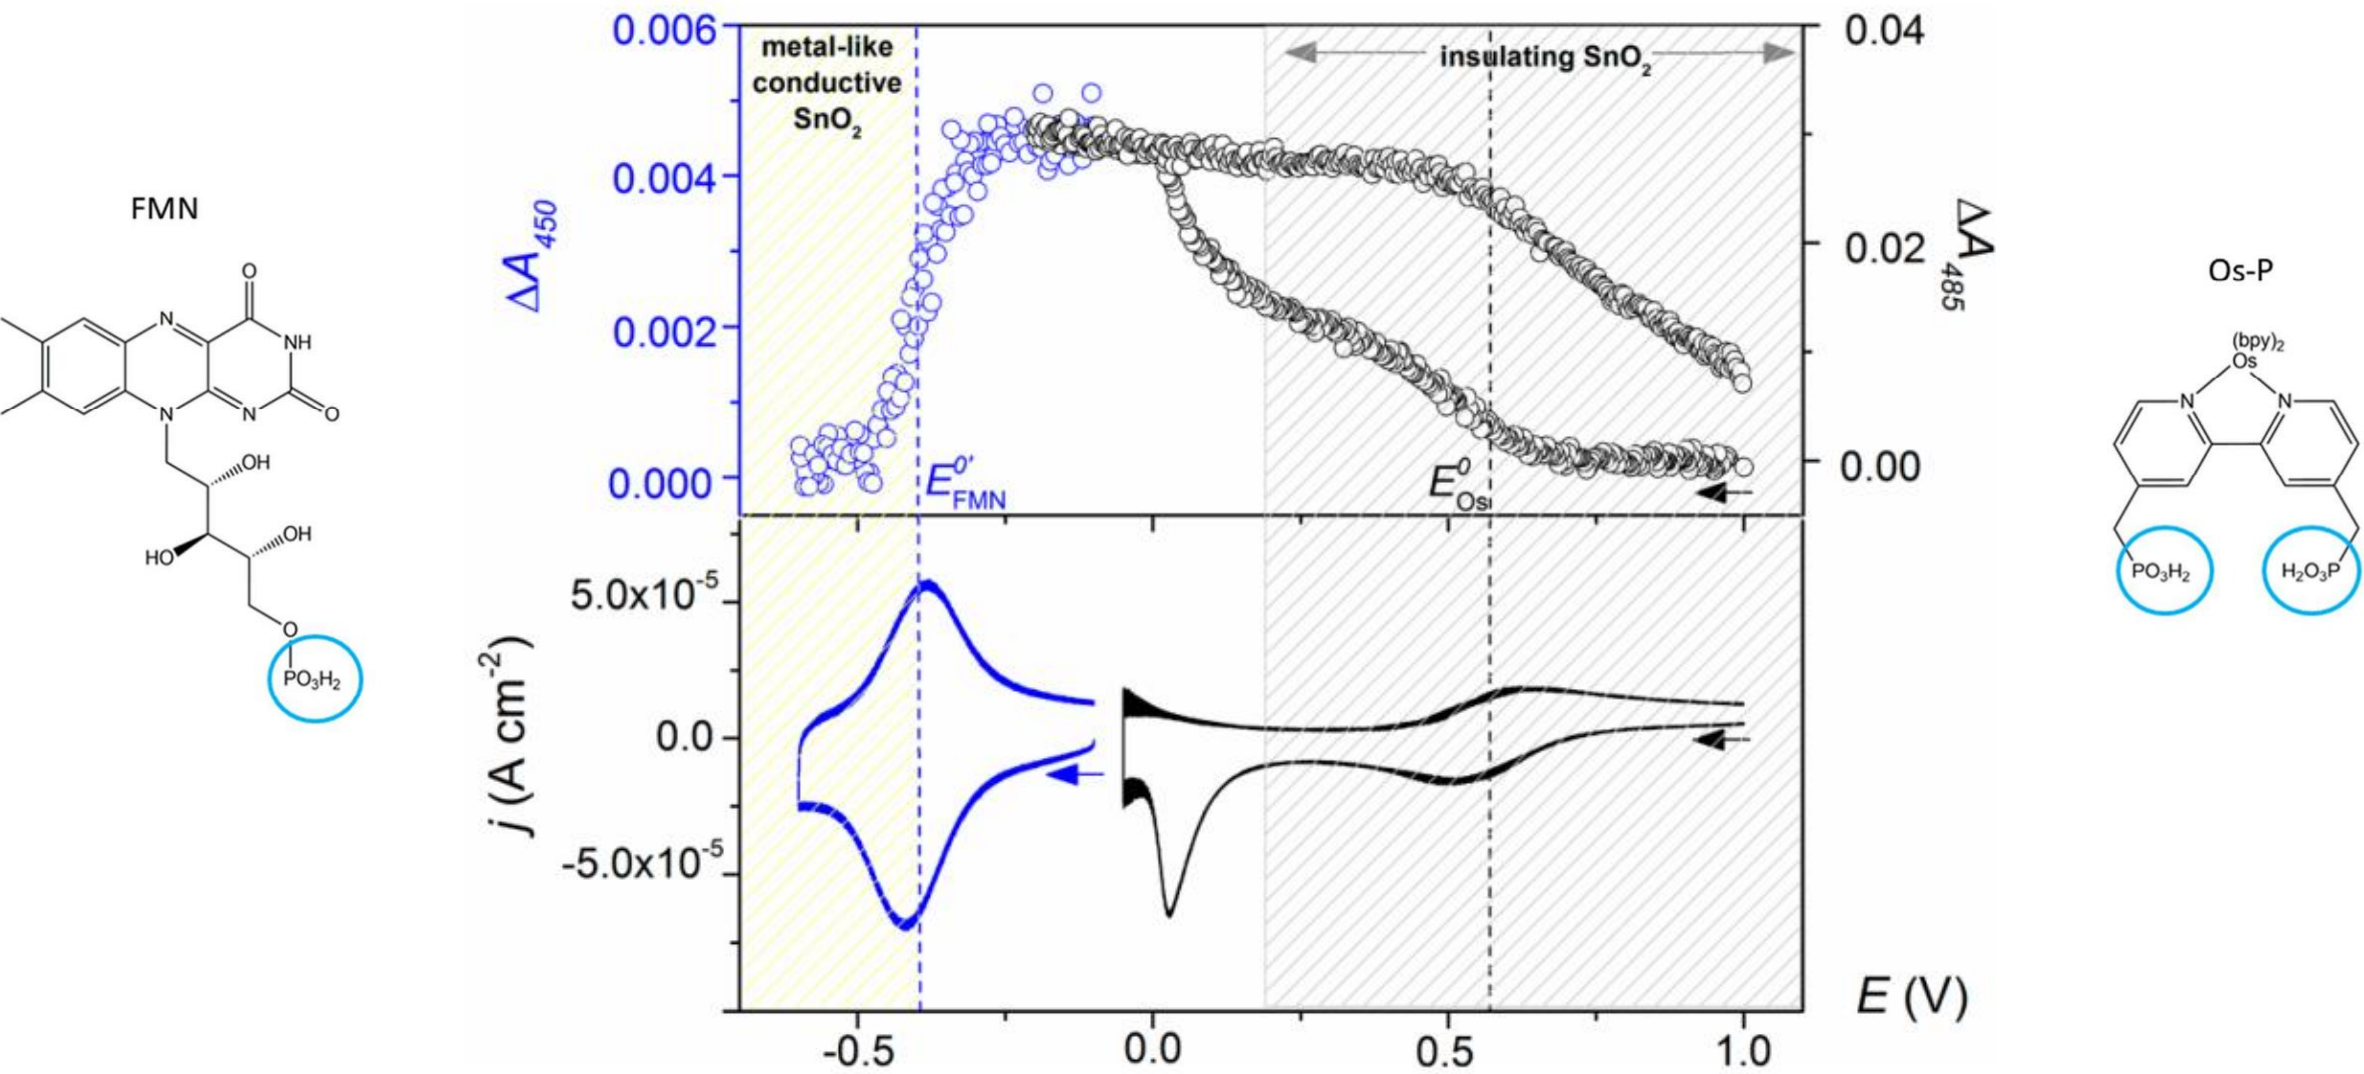 FMN
O
N
NH
N
N
O
OH
HO
OH
O
PO₃H₂
0.006
0.004
0.002
0.000
ΔA450
metal-like
conductive
SnO₂
insulating SnO₂
E⁰'FMN
E⁰Os
0.04
0.02
0.00
ΔA485
5.0x10⁻⁵
0.0
-5.0x10⁻⁵
j (A cm⁻²)
-0.5
0.0
0.5
1.0
E (V)
Os-P
(bpy)₂
Os
N
N
PO₃H₂
H₂O₃P